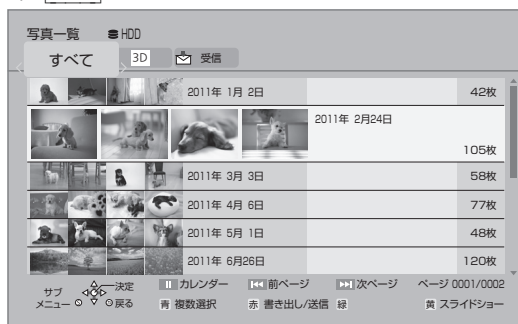 写真一覧 HDD
すべて 3D 受信
2011年 1月 2日 42枚
2011年 2月24日
105枚
2011年 3月 3日 58枚
2011年 4月 6日 77枚
2011年 5月 1日 48枚
2011年 6月26日 120枚
サブメニュー 決定 戻る カレンダー 前ページ 次ページ ページ 0001/0002
青 複数選択 赤 書き出し/送信 緑 黄 スライドショー